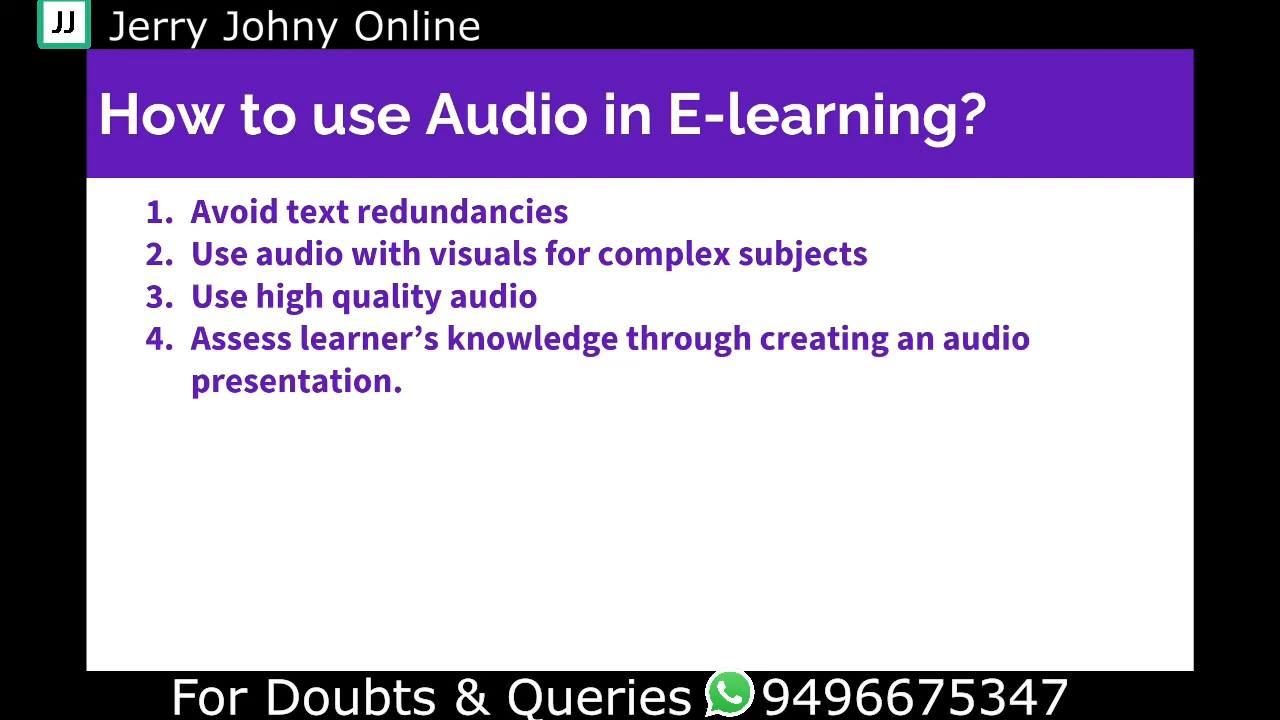 JJ Jerry Johny Online
How to use Audio in E-learning?
1. Avoid text redundancies
2. Use audio with visuals for complex subjects
3. Use high quality audio
4. Assess learner’s knowledge through creating an audio
presentation.
For Doubts & Queries 9496675347